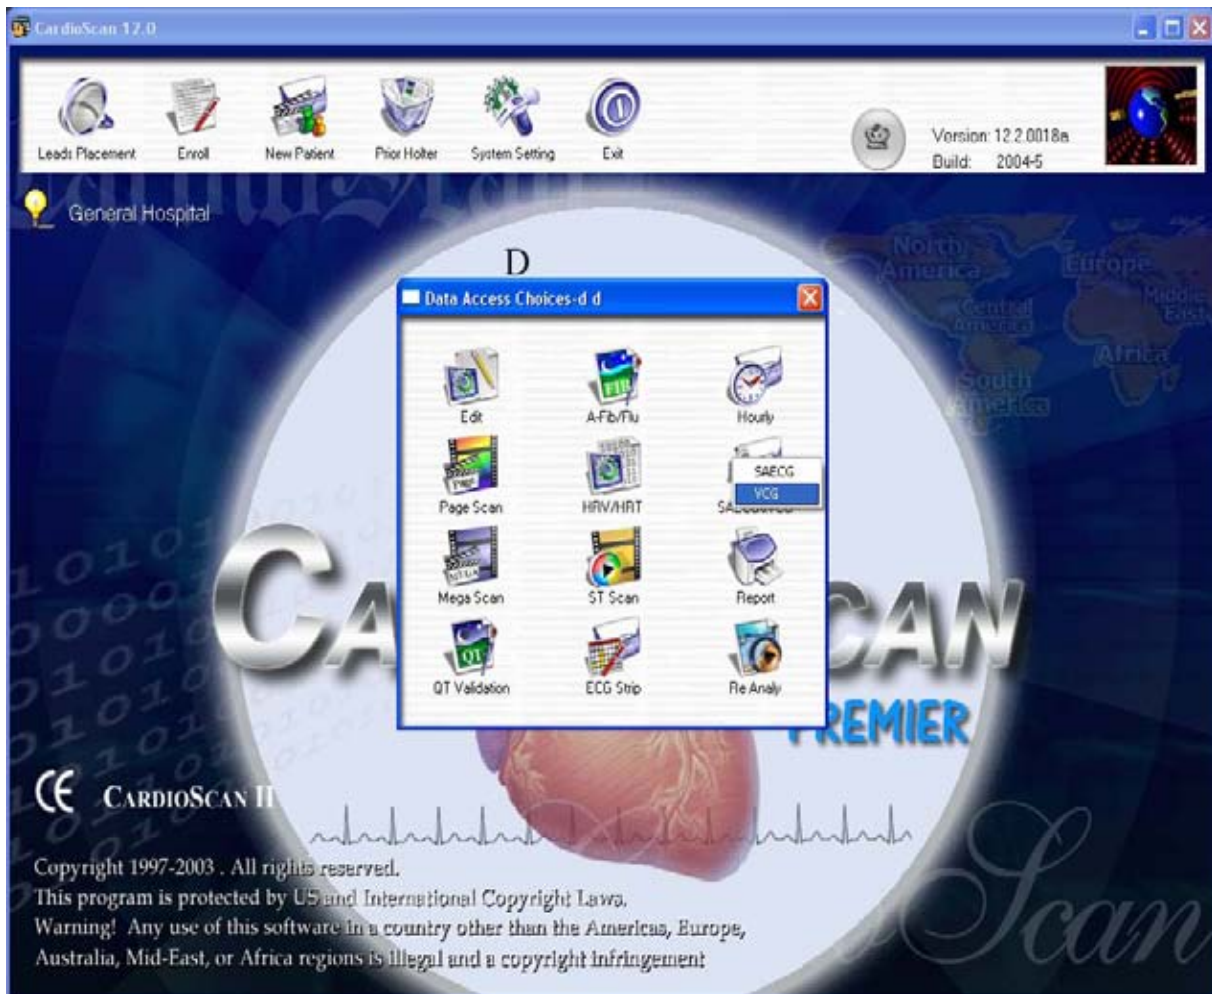 CardioScan 12.0
Leads Placement
Enroll
New Patient
Prior Holter
System Setting
Exit
Version: 12.2.0018a
Build: 2004-5
General Hospital
North
America
Central
America
South
America
Europe
Middle
East
Africa
D
Data Access Choices-d d
Edit
A-Fib/Flu
Hourly
Page Scan
HRV/HRT
SAECG
VCG
Mega Scan
ST Scan
Report
QT Validation
ECG Strip
Re Analy
PREMIER
CE CARDIOSCAN II
Copyright 1997-2003 . All rights reserved.
This program is protected by US and International Copyright Laws.
Warning! Any use of this software in a country other than the Americas, Europe,
Australia, Mid-East, or Africa regions is illegal and a copyright infringement
Scan